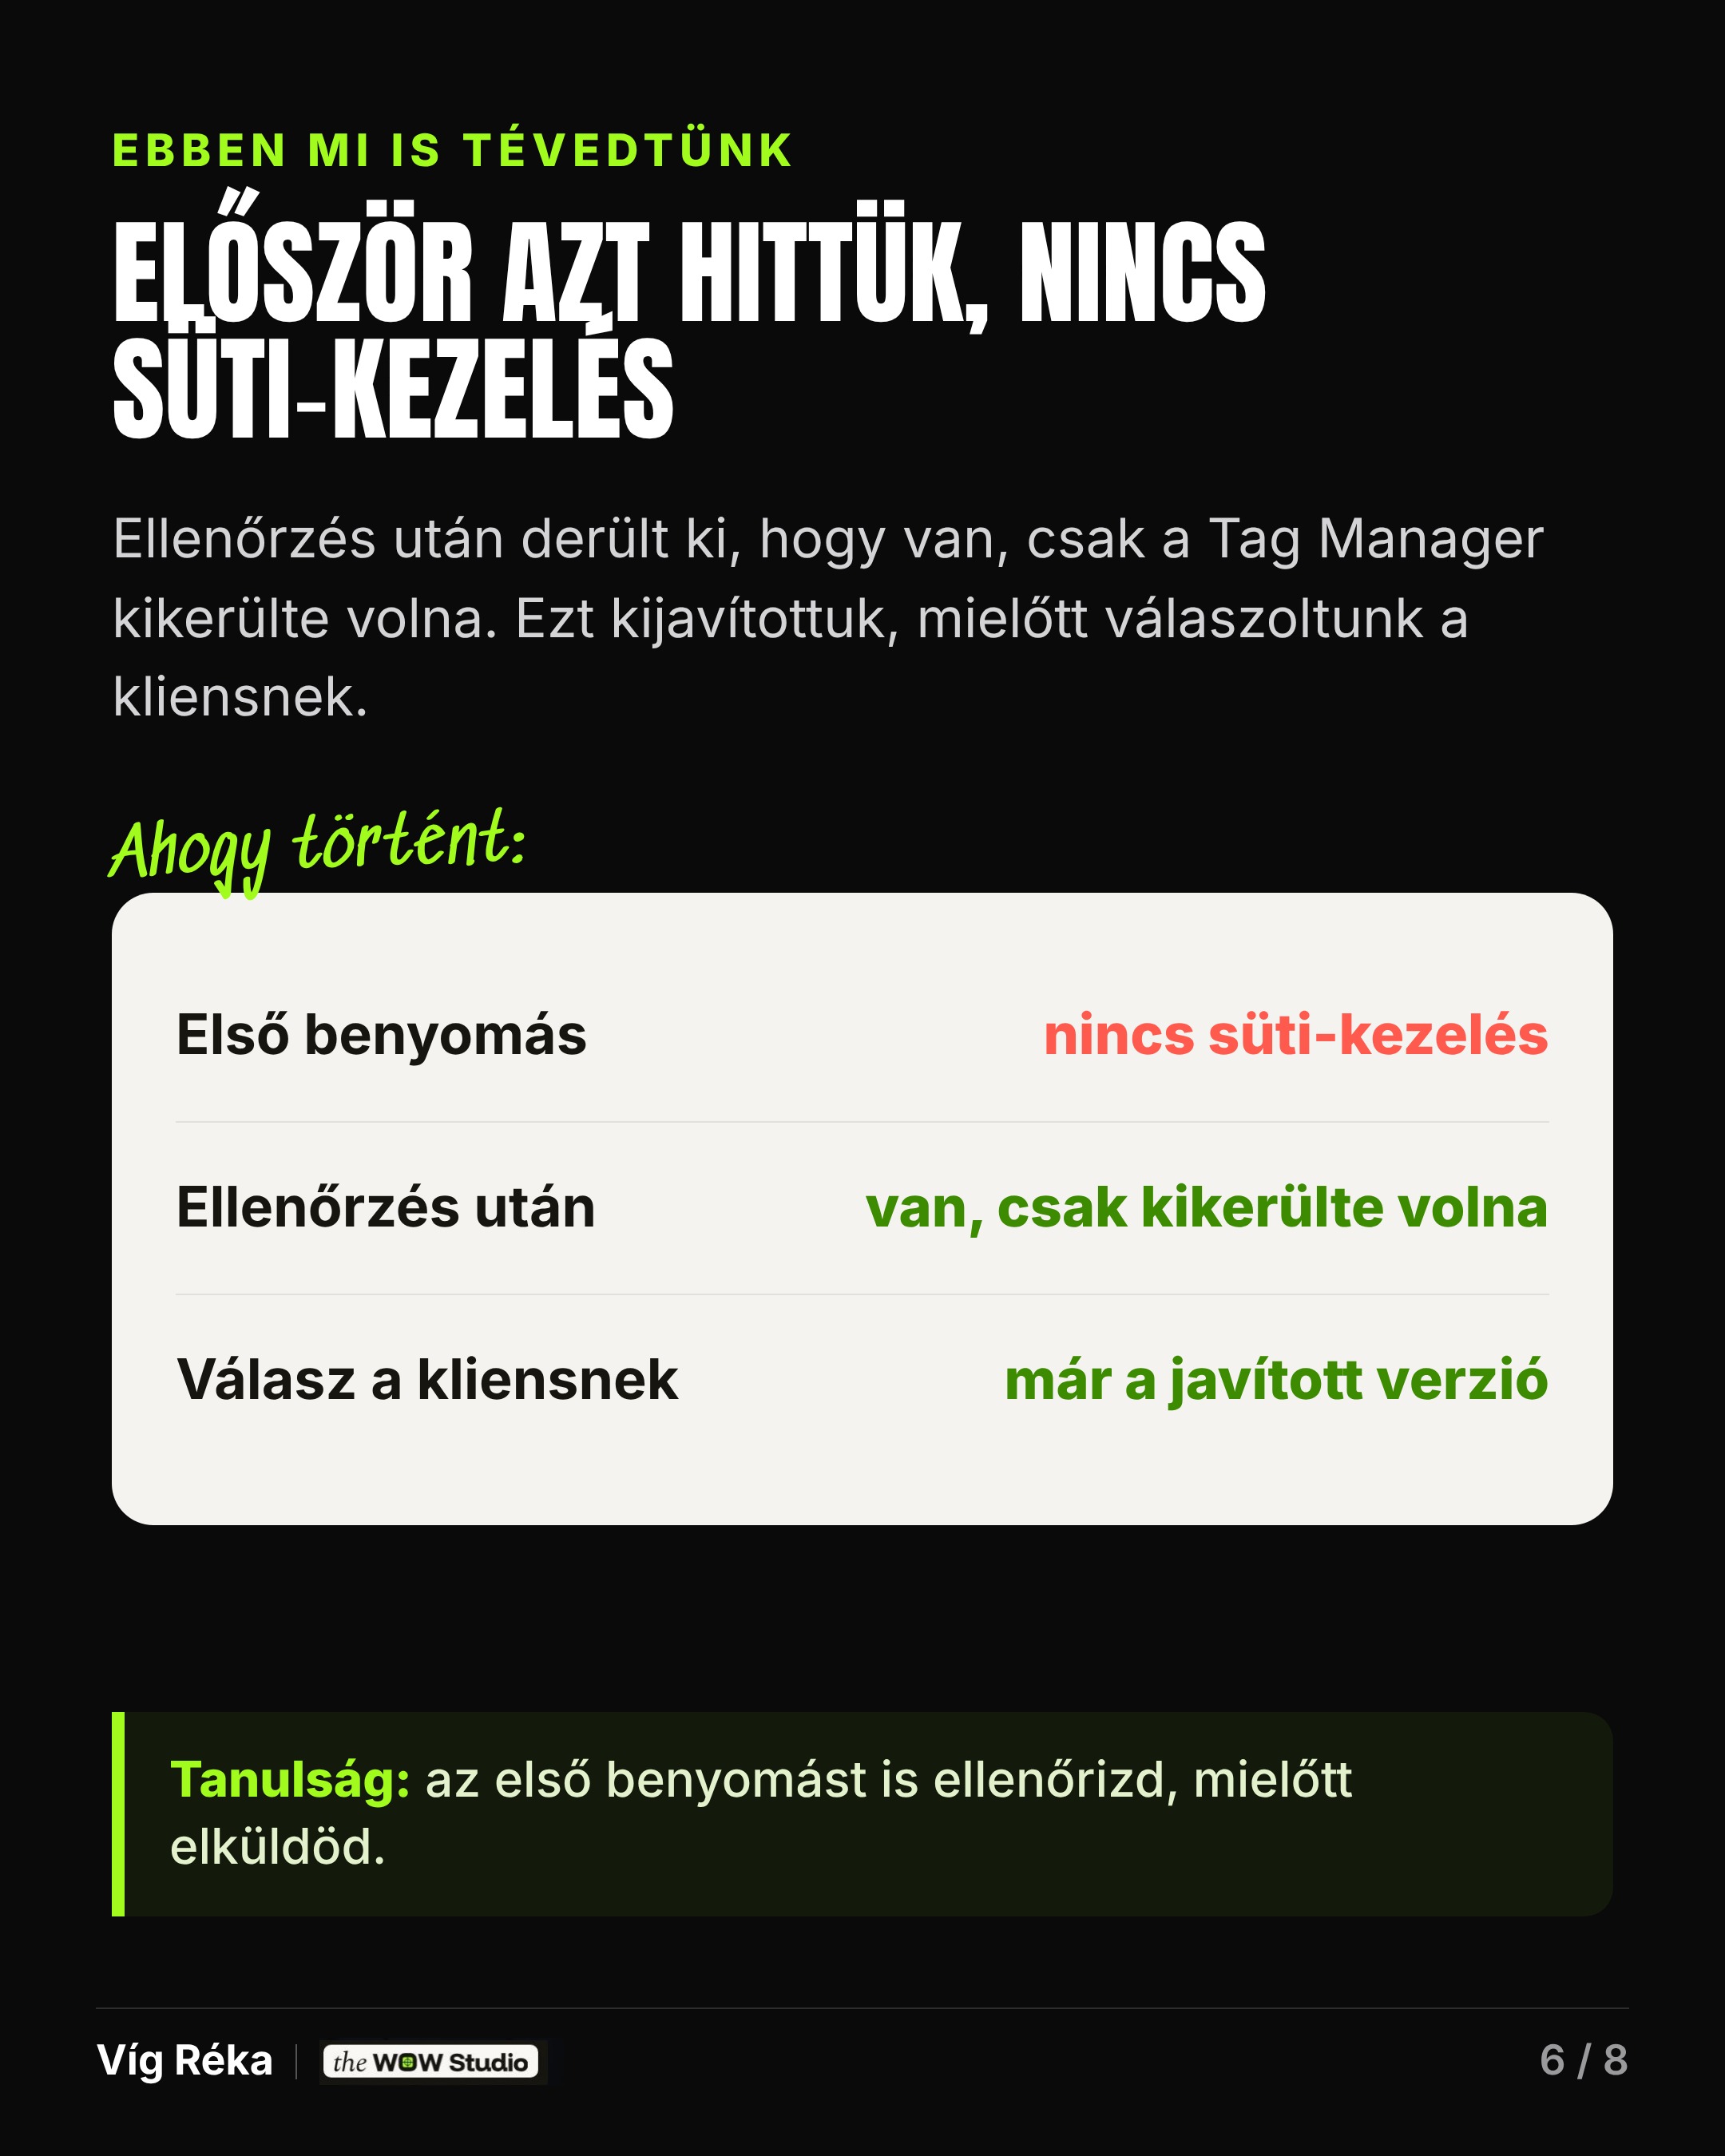 EBBEN MI IS TÉVEDTÜNK
ELŐSZÖR AZT HITTÜK, NINCS
SÜTI-KEZELÉS
Ellenőrzés után derült ki, hogy van, csak a Tag Manager
kikerülte volna. Ezt kijavítottuk, mielőtt válaszoltunk a
kliensnek.
Ahogy történt:
Első benyomás nincs süti-kezelés
Ellenőrzés után van, csak kikerülte volna
Válasz a kliensnek már a javított verzió
Tanulság: az első benyomást is ellenőrizd, mielőtt
elküldöd.
Víg Réka | the WOW Studio 6 / 8